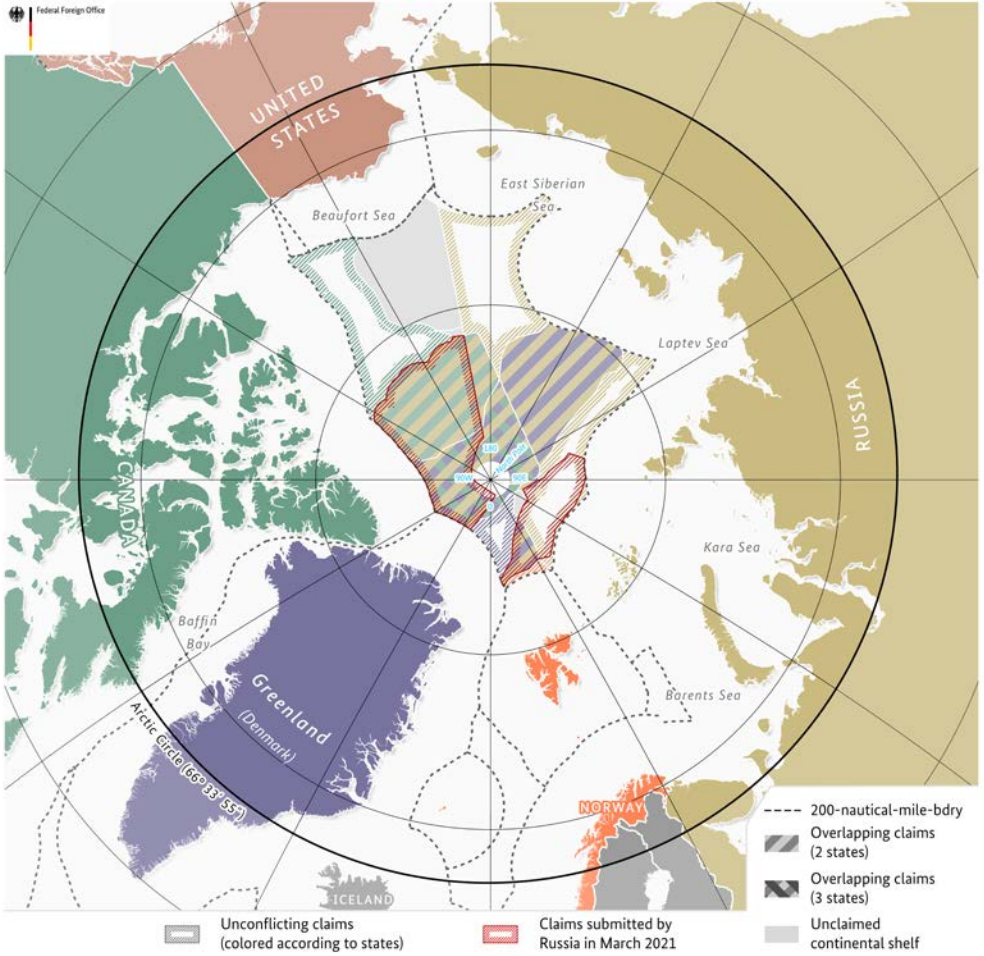 Federal Foreign Office
UNITED
STATES
East Siberian
Sea
Beaufort Sea
Laptev Sea
RUSSIA
CANADA
180
North Pole
90W
90E
0
Kara Sea
Baffin
Bay
Greenland
(Denmark)
Barents Sea
Arctic Circle (66° 33' 55")
NORWAY
ICELAND
200-nautical-mile-bdry
Overlapping claims
(2 states)
Overlapping claims
(3 states)
Unconflicting claims
(colored according to states)
Claims submitted by
Russia in March 2021
Unclaimed
continental shelf